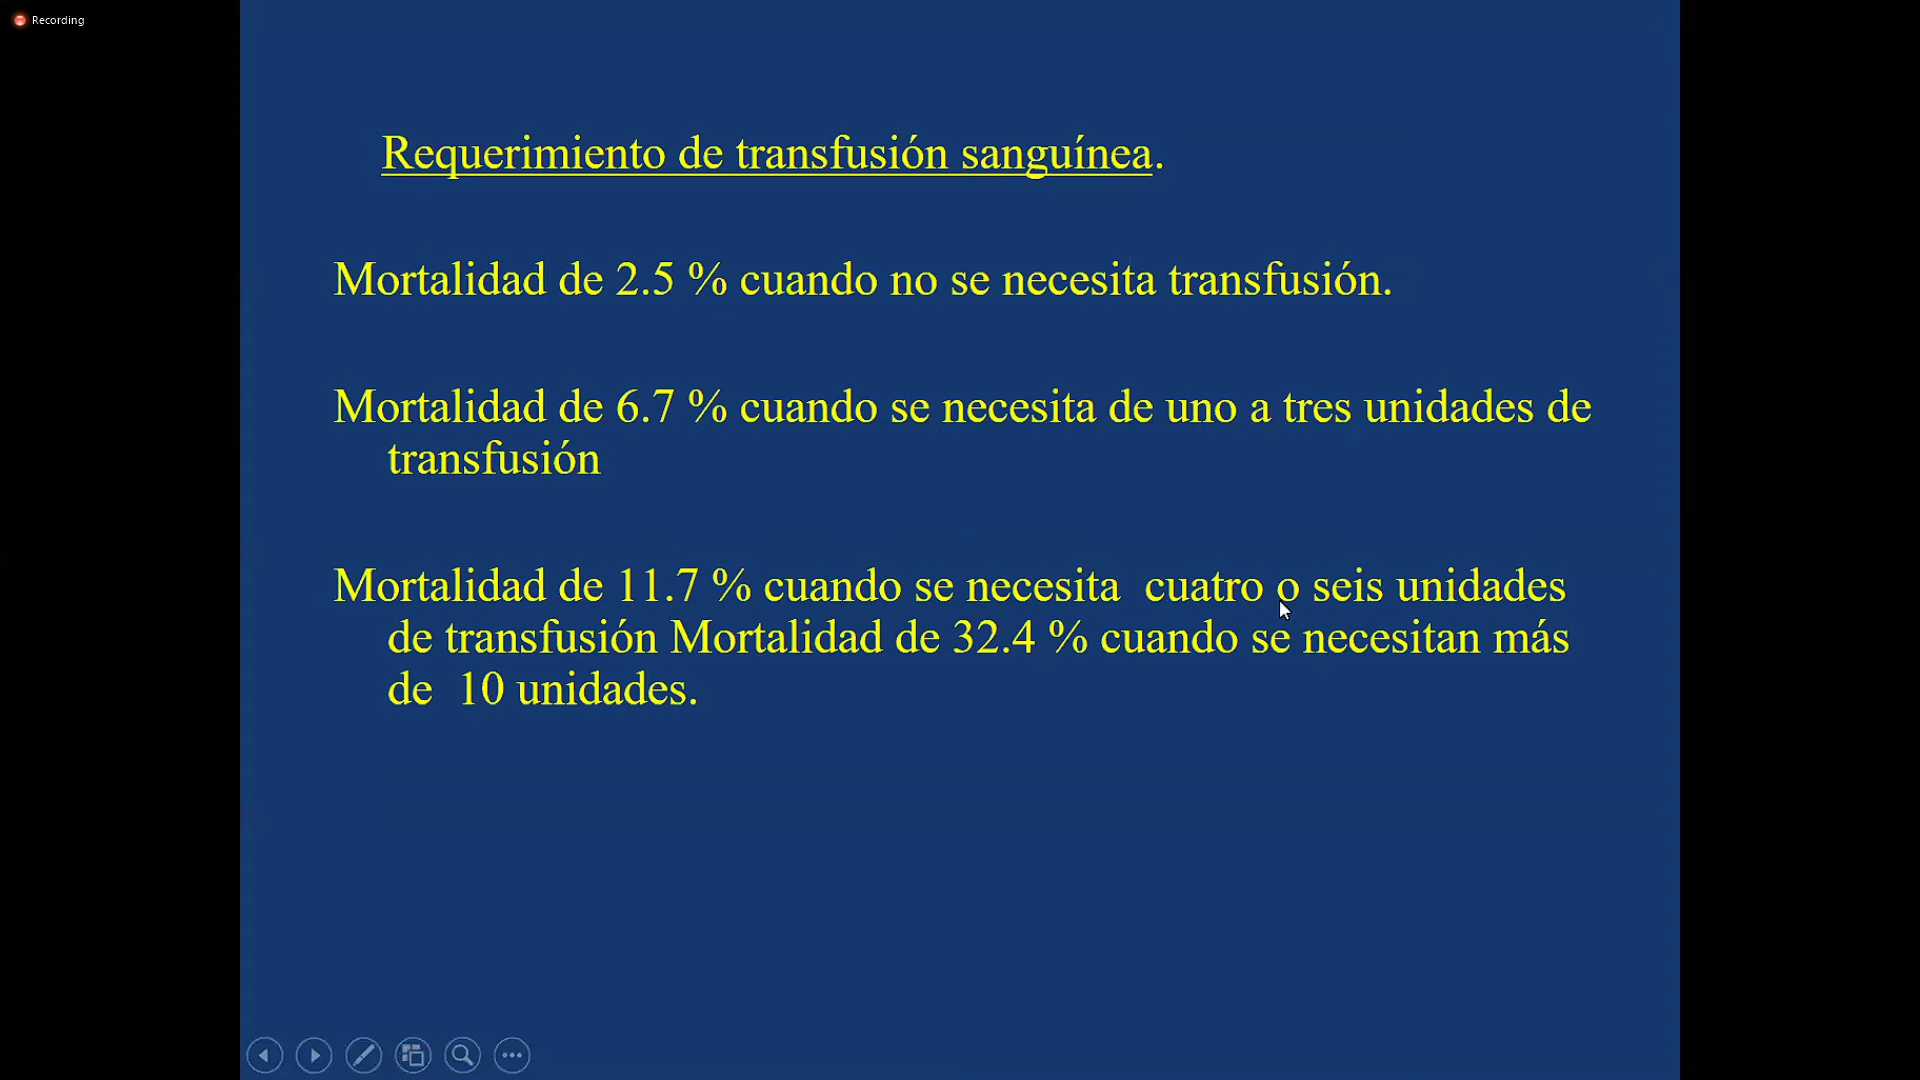 Recording
Requerimiento de transfusión sanguínea.
Mortalidad de 2.5 % cuando no se necesita transfusión.
Mortalidad de 6.7 % cuando se necesita de uno a tres unidades de
transfusión
Mortalidad de 11.7 % cuando se necesita  cuatro o seis unidades
de transfusión Mortalidad de 32.4 % cuando se necesitan más
de  10 unidades.